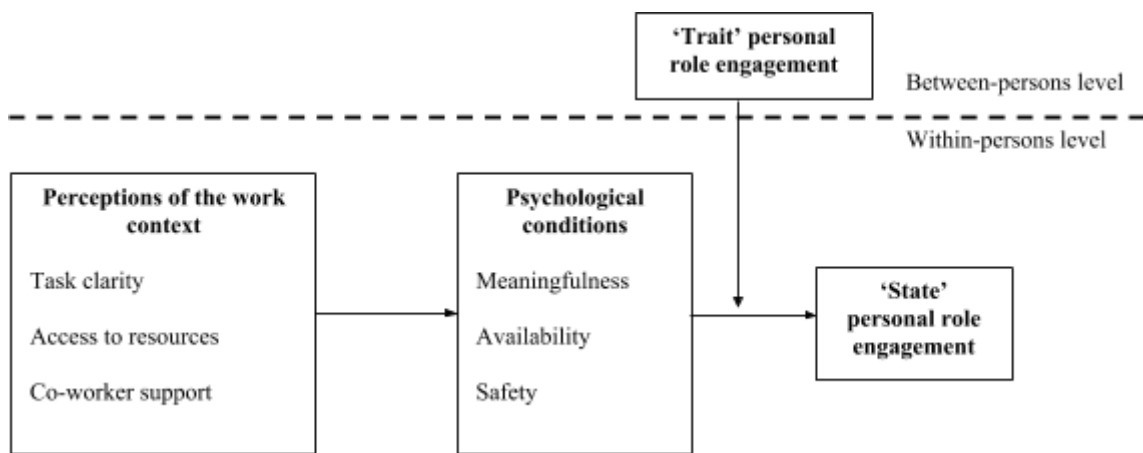 ‘Trait’ personal
role engagement
Between-persons level
Within-persons level
Perceptions of the work
context
Task clarity
Access to resources
Co-worker support
Psychological
conditions
Meaningfulness
Availability
Safety
‘State’
personal role
engagement